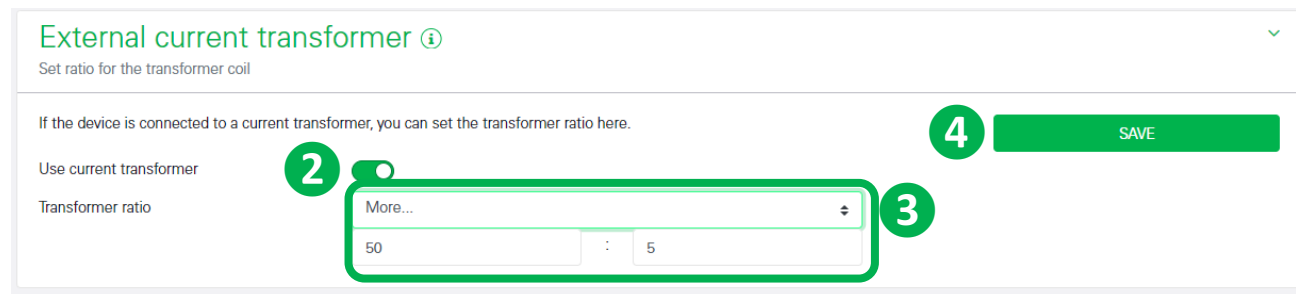 External current transformer
Set ratio for the transformer coil
If the device is connected to a current transformer, you can set the transformer ratio here.
4
SAVE
Use current transformer
2
Transformer ratio
More...
3
50 : 5